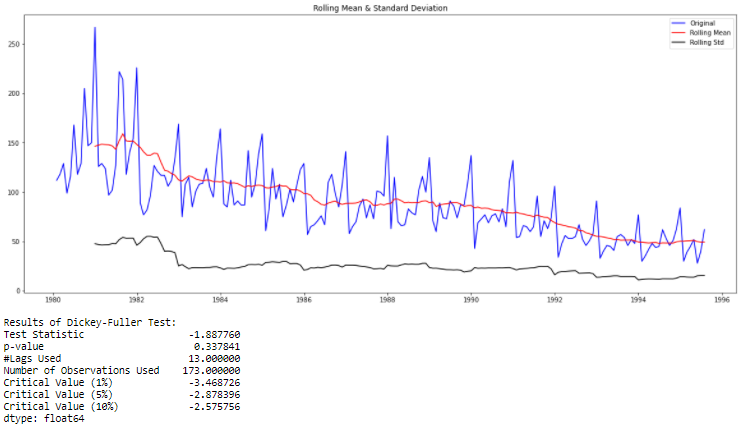 Rolling Mean & Standard Deviation
Original
Rolling Mean
Rolling Std
250
200
150
100
50
0
1980 1982 1984 1986 1988 1990 1992 1994 1996
Results of Dickey-Fuller Test:
Test Statistic -1.887760
p-value 0.337841
#Lags Used 13.000000
Number of Observations Used 173.000000
Critical Value (1%) -3.468726
Critical Value (5%) -2.878396
Critical Value (10%) -2.575756
dtype: float64